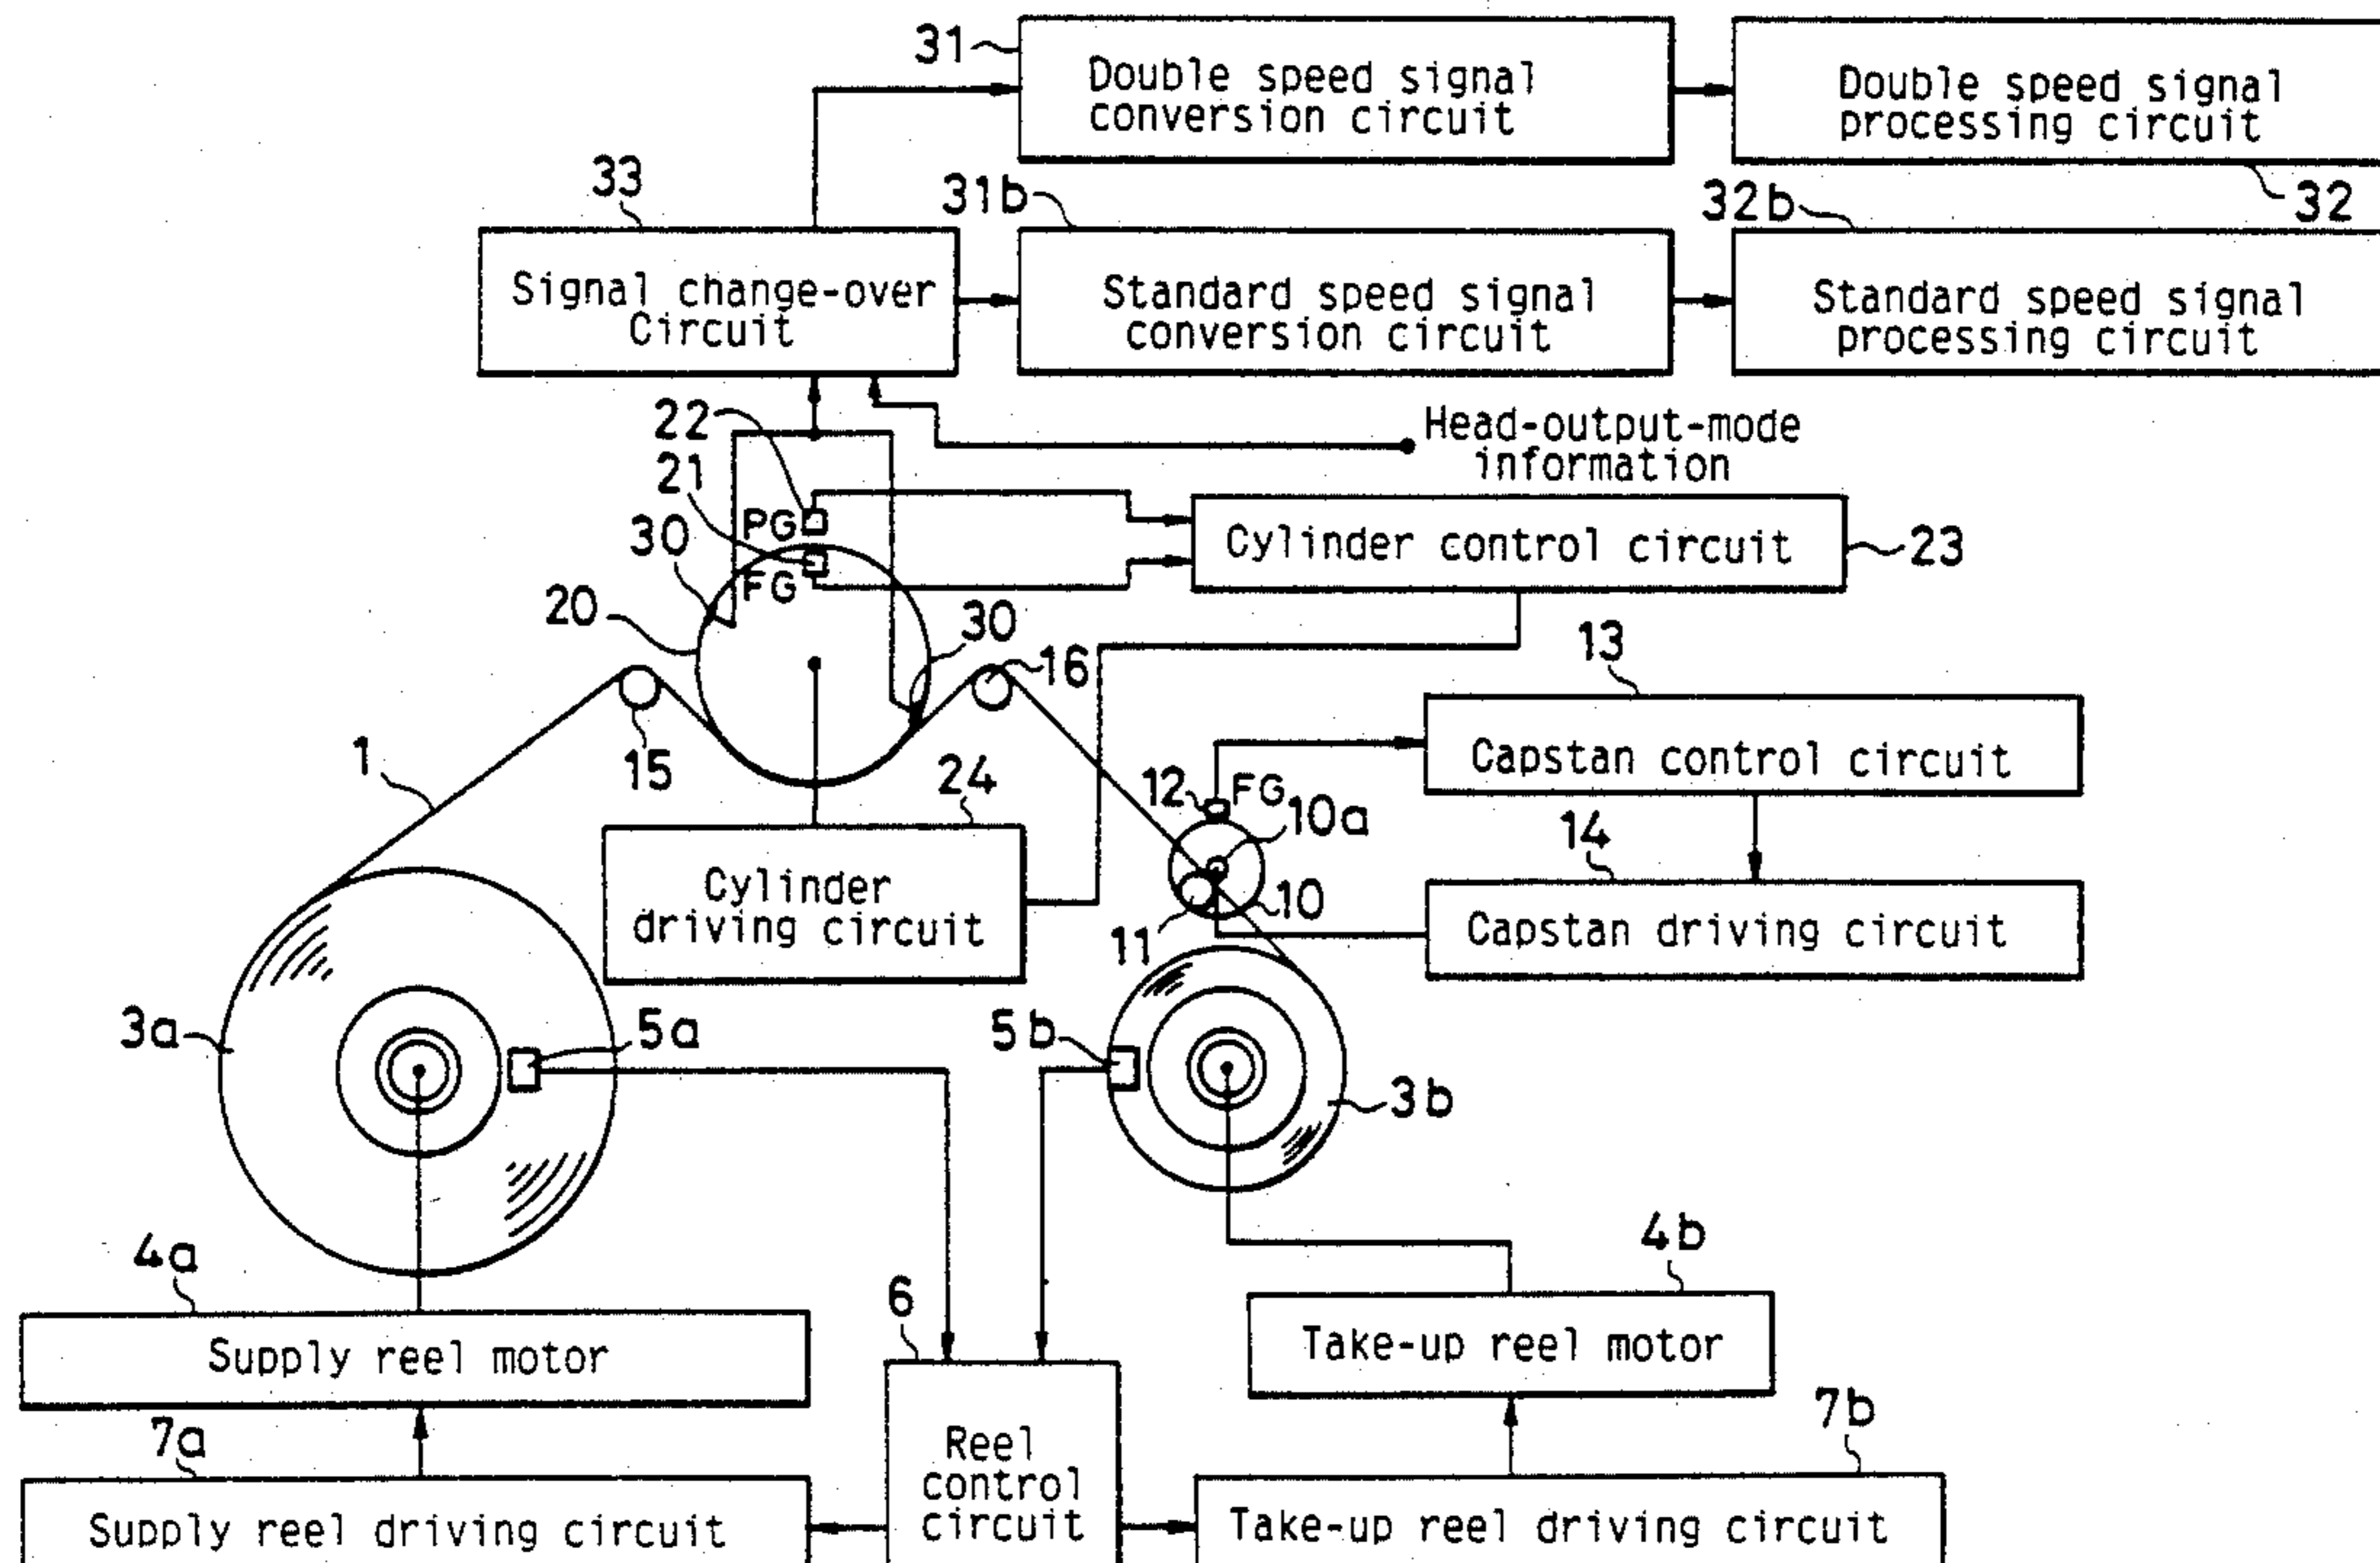 31
Double speed signal
conversion circuit
Double speed signal
processing circuit
32
33
31b
32b
Signal change-over
Circuit
Standard speed signal
conversion circuit
Standard speed signal
processing circuit
22
Head-output-mode
information
21
PG
30
FG
Cylinder control circuit
23
20
30
16
13
1
15
24
Capstan control circuit
12
FG
10a
14
Cylinder
driving circuit
11
10
Capstan driving circuit
3a
5a
5b
3b
4a
6
4b
Supply reel motor
Take-up reel motor
7a
7b
Reel
control
circuit
Supply reel driving circuit
Take-up reel driving circuit